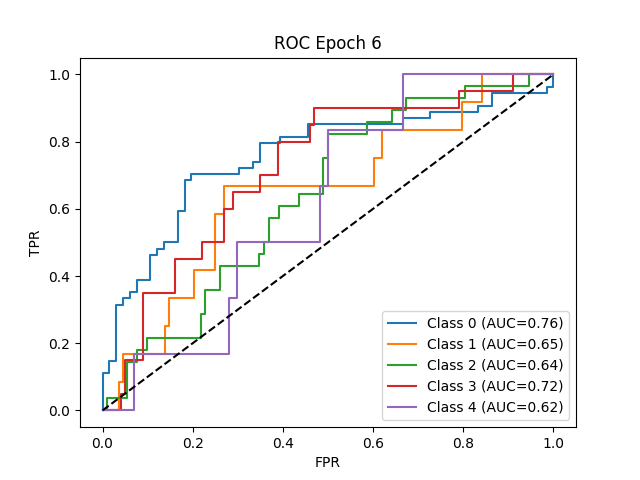 ROC Epoch 6
TPR
1.0
0.8
0.6
0.4
0.2
0.0
Class 0 (AUC=0.76)
Class 1 (AUC=0.65)
Class 2 (AUC=0.64)
Class 3 (AUC=0.72)
Class 4 (AUC=0.62)
0.0 0.2 0.4 0.6 0.8 1.0
FPR